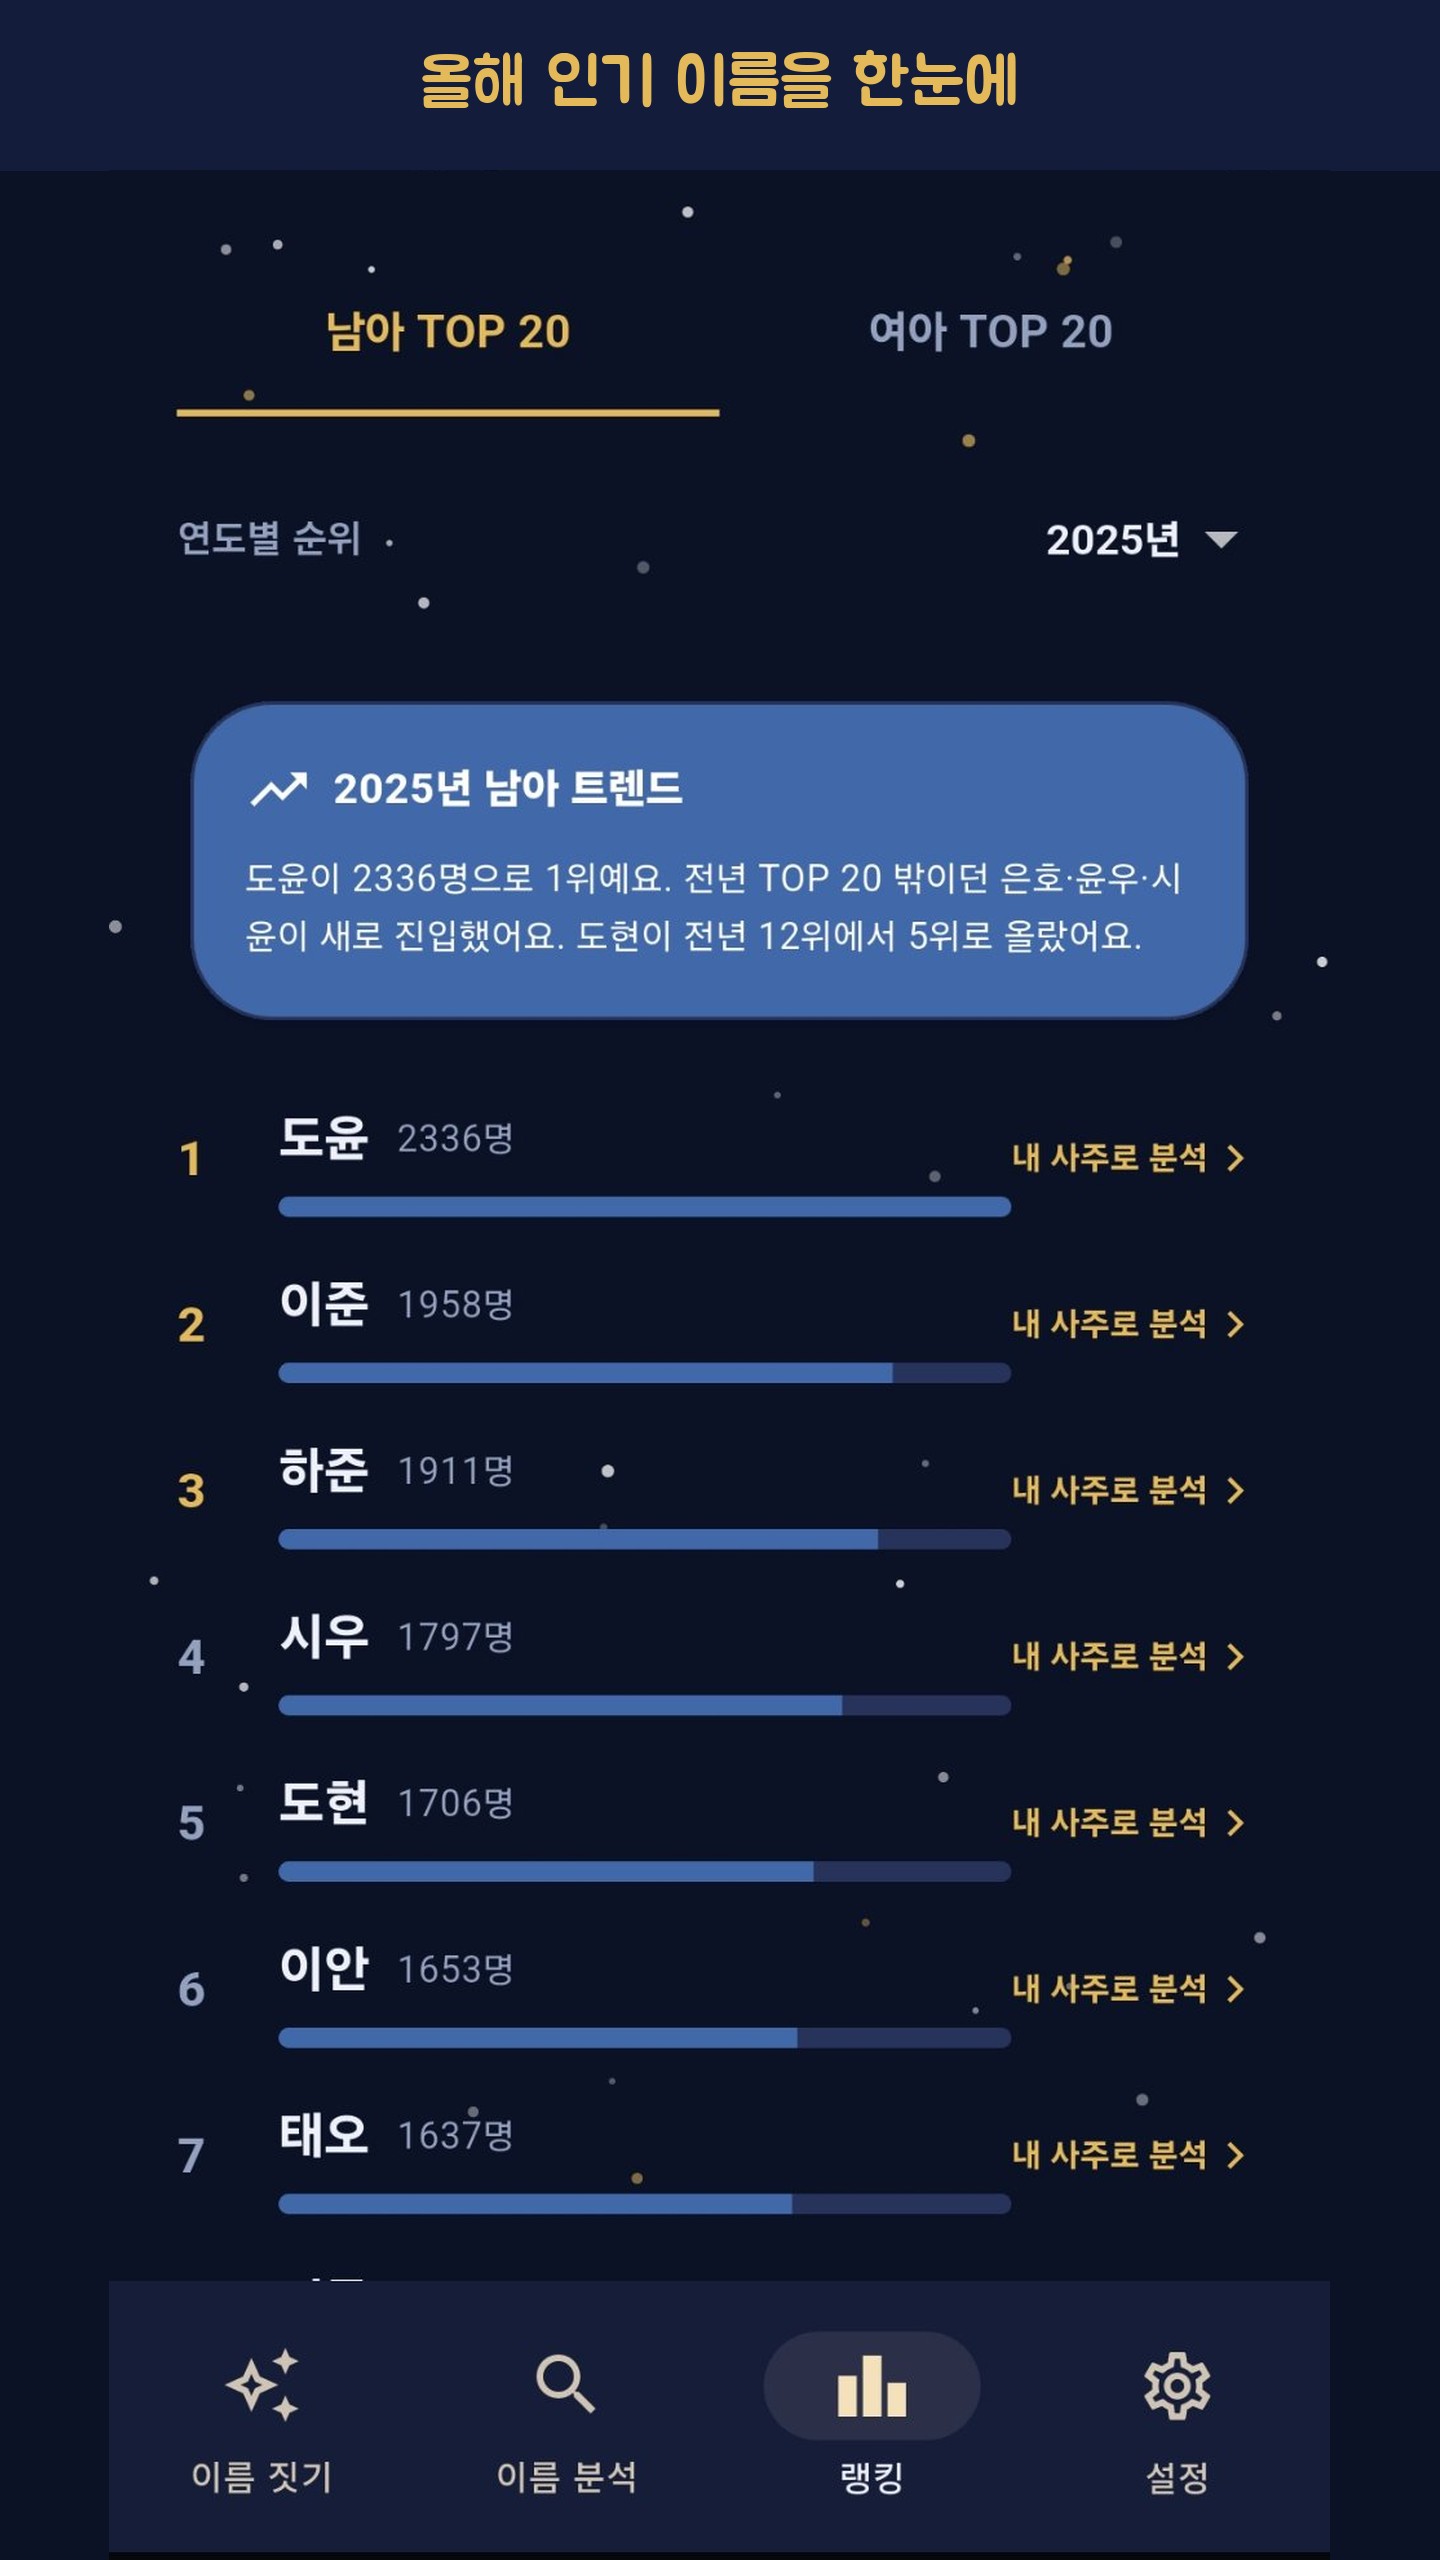 올해 인기 이름을 한눈에
남아 TOP 20
여아 TOP 20
연도별 순위
2025년
2025년 남아 트렌드
도윤이 2336명으로 1위예요. 전년 TOP 20 밖이던 은호·윤우·시
윤이 새로 진입했어요. 도현이 전년 12위에서 5위로 올랐어요.
1 도윤 2336명 내 사주로 분석
2 이준 1958명 내 사주로 분석
3 하준 1911명 내 사주로 분석
4 시우 1797명 내 사주로 분석
5 도현 1706명 내 사주로 분석
6 이안 1653명 내 사주로 분석
7 태오 1637명 내 사주로 분석
이름 짓기
이름 분석
랭킹
설정